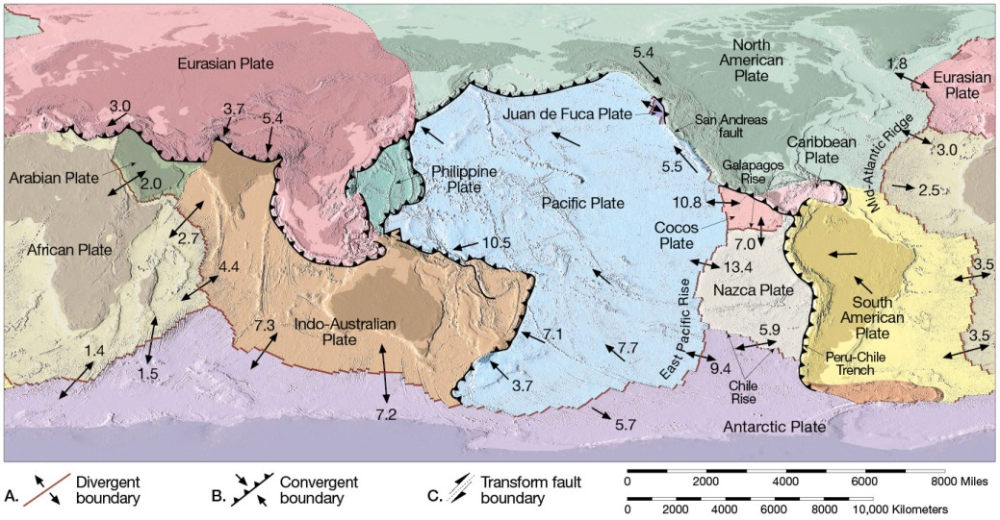 5.4
North
American
Plate
1.8
Eurasian Plate
Eurasian
Plate
3.0
3.7
5.4
Juan de Fuca Plate
San Andreas
fault
Mid-Atlantic Ridge
3.0
Caribbean
Plate
Galapagos
Rise
5.5
Arabian Plate
2.0
Philippine
Plate
2.5
Pacific Plate
10.8
Cocos
Plate
7.0
2.7
African Plate
10.5
4.4
13.4
3.5
Nazca Plate
East Pacific Rise
South
American
Plate
7.3
Indo-Australian
Plate
7.1
7.7
5.9
3.5
1.4
1.5
Peru-Chile
Trench
9.4
3.7
Chile
Rise
7.2
5.7
Antarctic Plate
A.
Divergent
boundary
B.
Convergent
boundary
C.
Transform fault
boundary
0 2000 4000 6000 8000 Miles
0 2000 4000 6000 8000 10,000 Kilometers